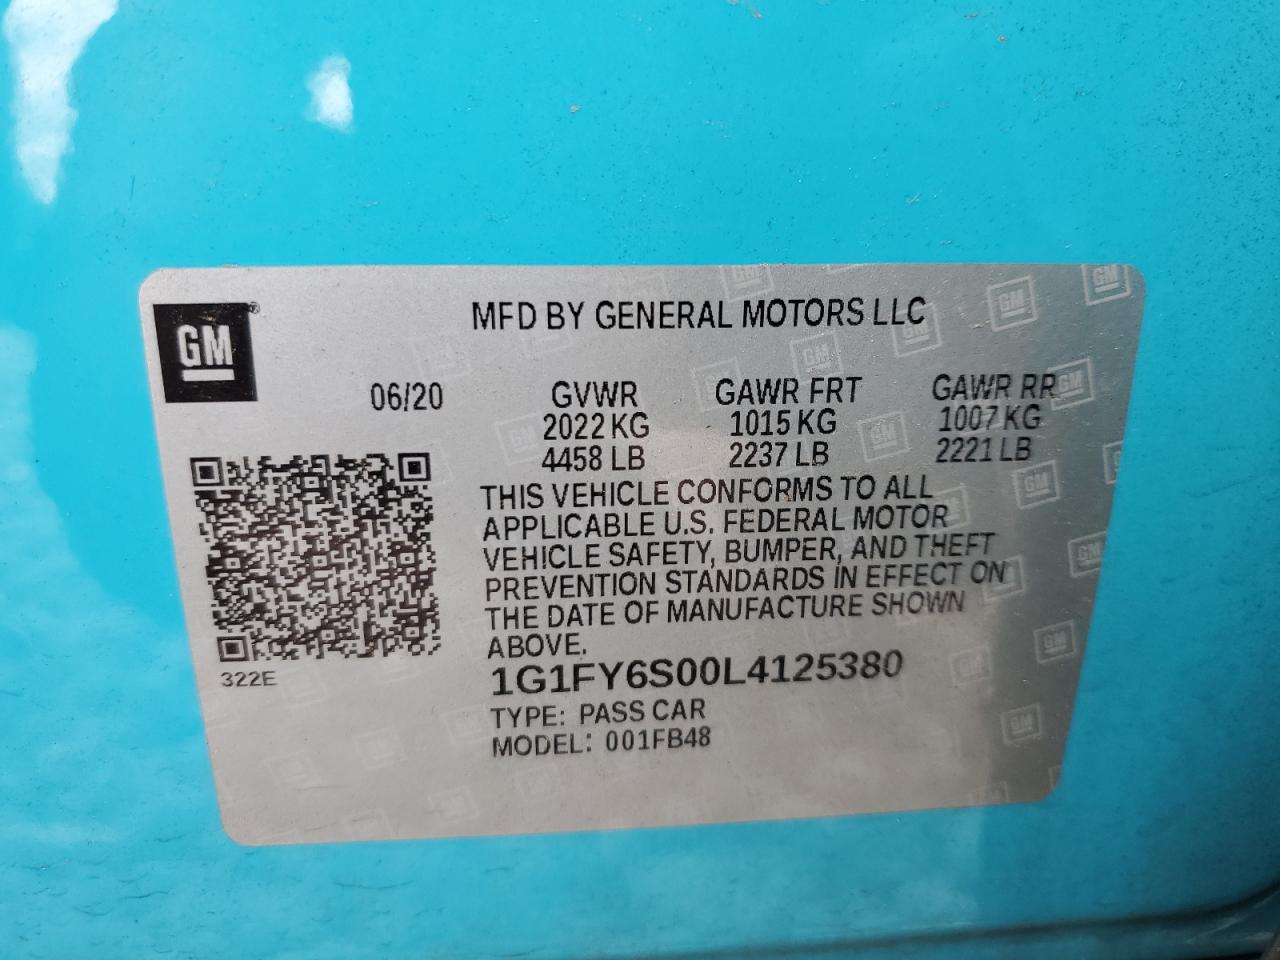 GM
MFD BY GENERAL MOTORS LLC
06/20 GVWR GAWR FRT GAWR RR
2022 KG 1015 KG 1007 KG
4458 LB 2237 LB 2221 LB
THIS VEHICLE CONFORMS TO ALL
APPLICABLE U.S. FEDERAL MOTOR
VEHICLE SAFETY, BUMPER, AND THEFT
PREVENTION STANDARDS IN EFFECT ON
THE DATE OF MANUFACTURE SHOWN
ABOVE.
322E
1G1FY6S00L4125380
TYPE: PASS CAR
MODEL: 001FB48